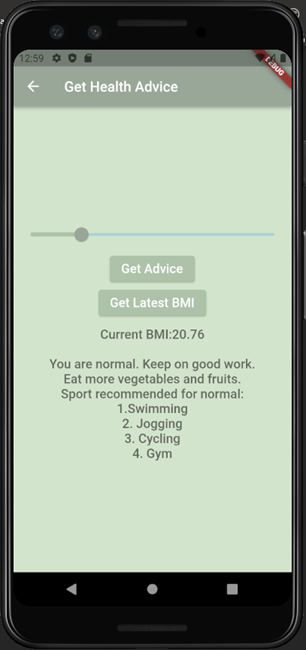 12:59
DEBUG
Get Health Advice
Get Advice
Get Latest BMI
Current BMI:20.76
You are normal. Keep on good work.
Eat more vegetables and fruits.
Sport recommended for normal:
1.Swimming
2. Jogging
3. Cycling
4. Gym